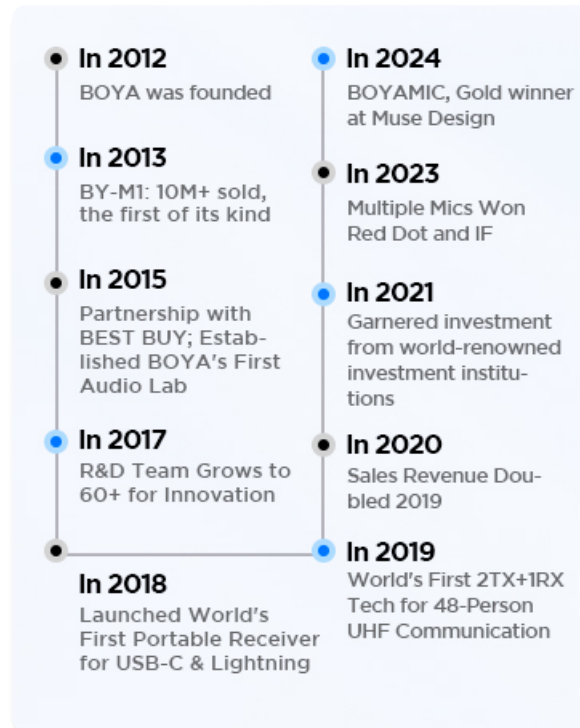 In 2012
BOYA was founded
In 2013
BY-M1: 10M+ sold,
the first of its kind
In 2015
Partnership with
BEST BUY; Estab-
lished BOYA's First
Audio Lab
In 2017
R&D Team Grows to
60+ for Innovation
In 2018
Launched World's
First Portable Receiver
for USB-C & Lightning
In 2019
World's First 2TX+1RX
Tech for 48-Person
UHF Communication
In 2020
Sales Revenue Dou-
bled 2019
In 2021
Garnered investment
from world-renowned
investment institu-
tions
In 2023
Multiple Mics Won
Red Dot and IF
In 2024
BOYAMIC, Gold winner
at Muse Design